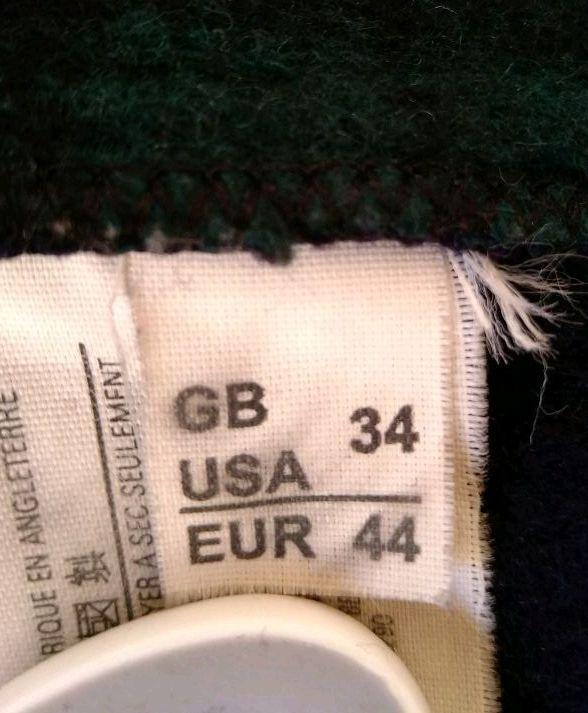 GB 34
USA
EUR 44
RIQUE EN ANGLETERRE
YER A SEC SEULEMENT